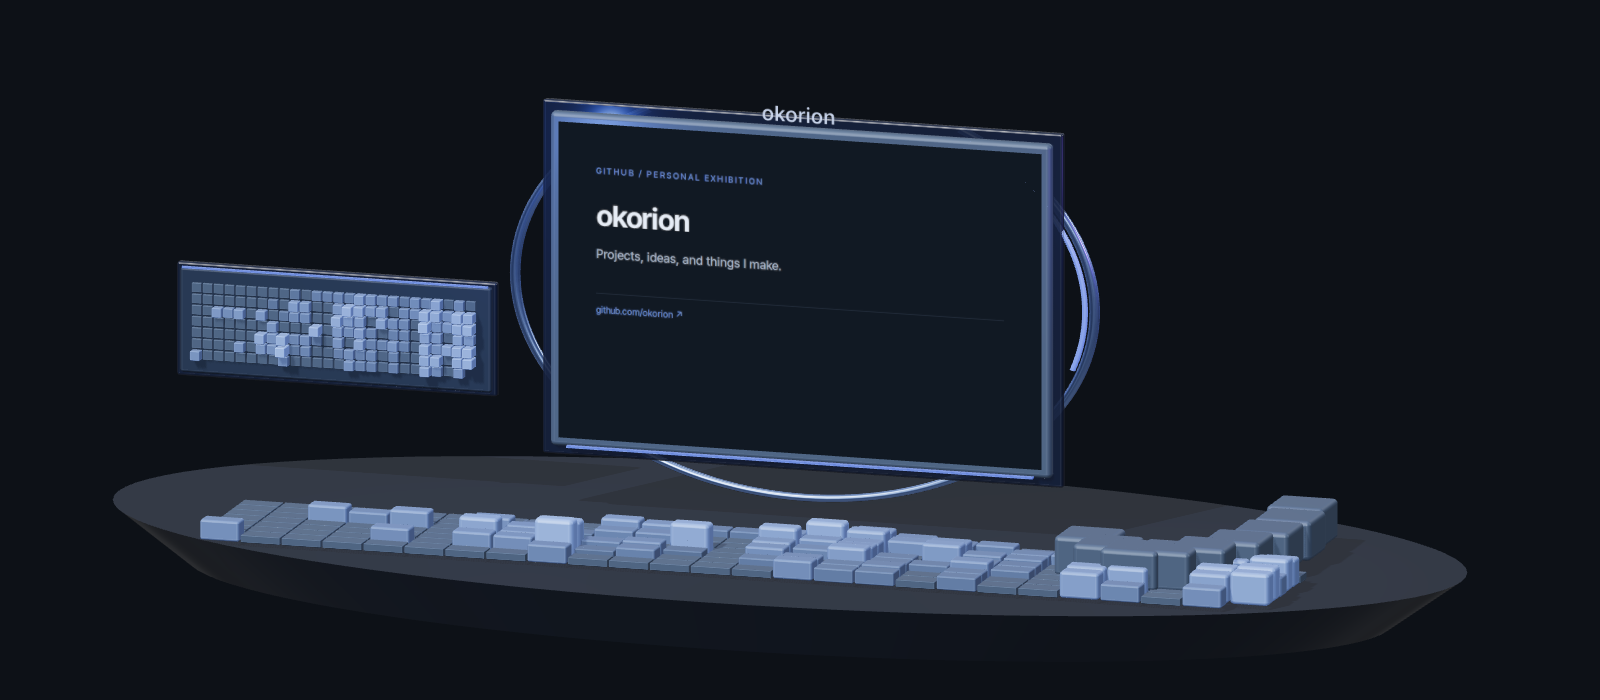 okorion
GITHUB / PERSONAL EXHIBITION
okorion
Projects, ideas, and things I make.
github.com/okorion ↗